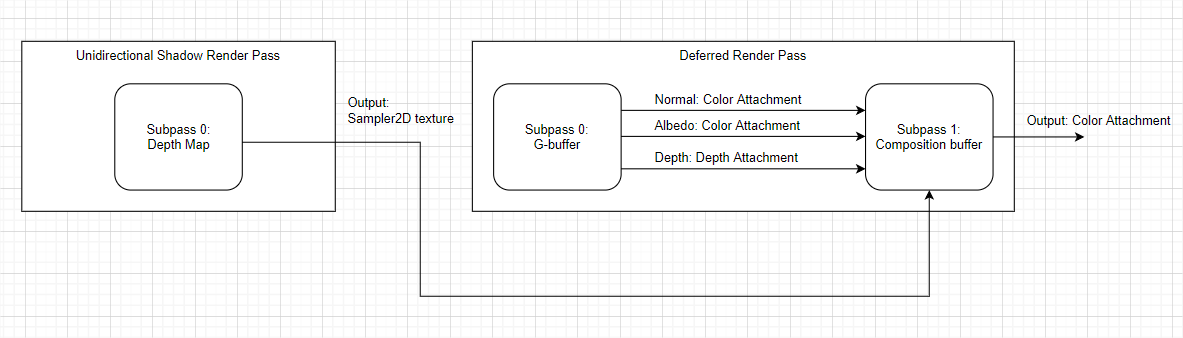 Unidirectional Shadow Render Pass
Subpass 0:
Depth Map
Output:
Sampler2D texture
Deferred Render Pass
Subpass 0:
G-buffer
Normal: Color Attachment
Albedo: Color Attachment
Depth: Depth Attachment
Subpass 1:
Composition buffer
Output: Color Attachment